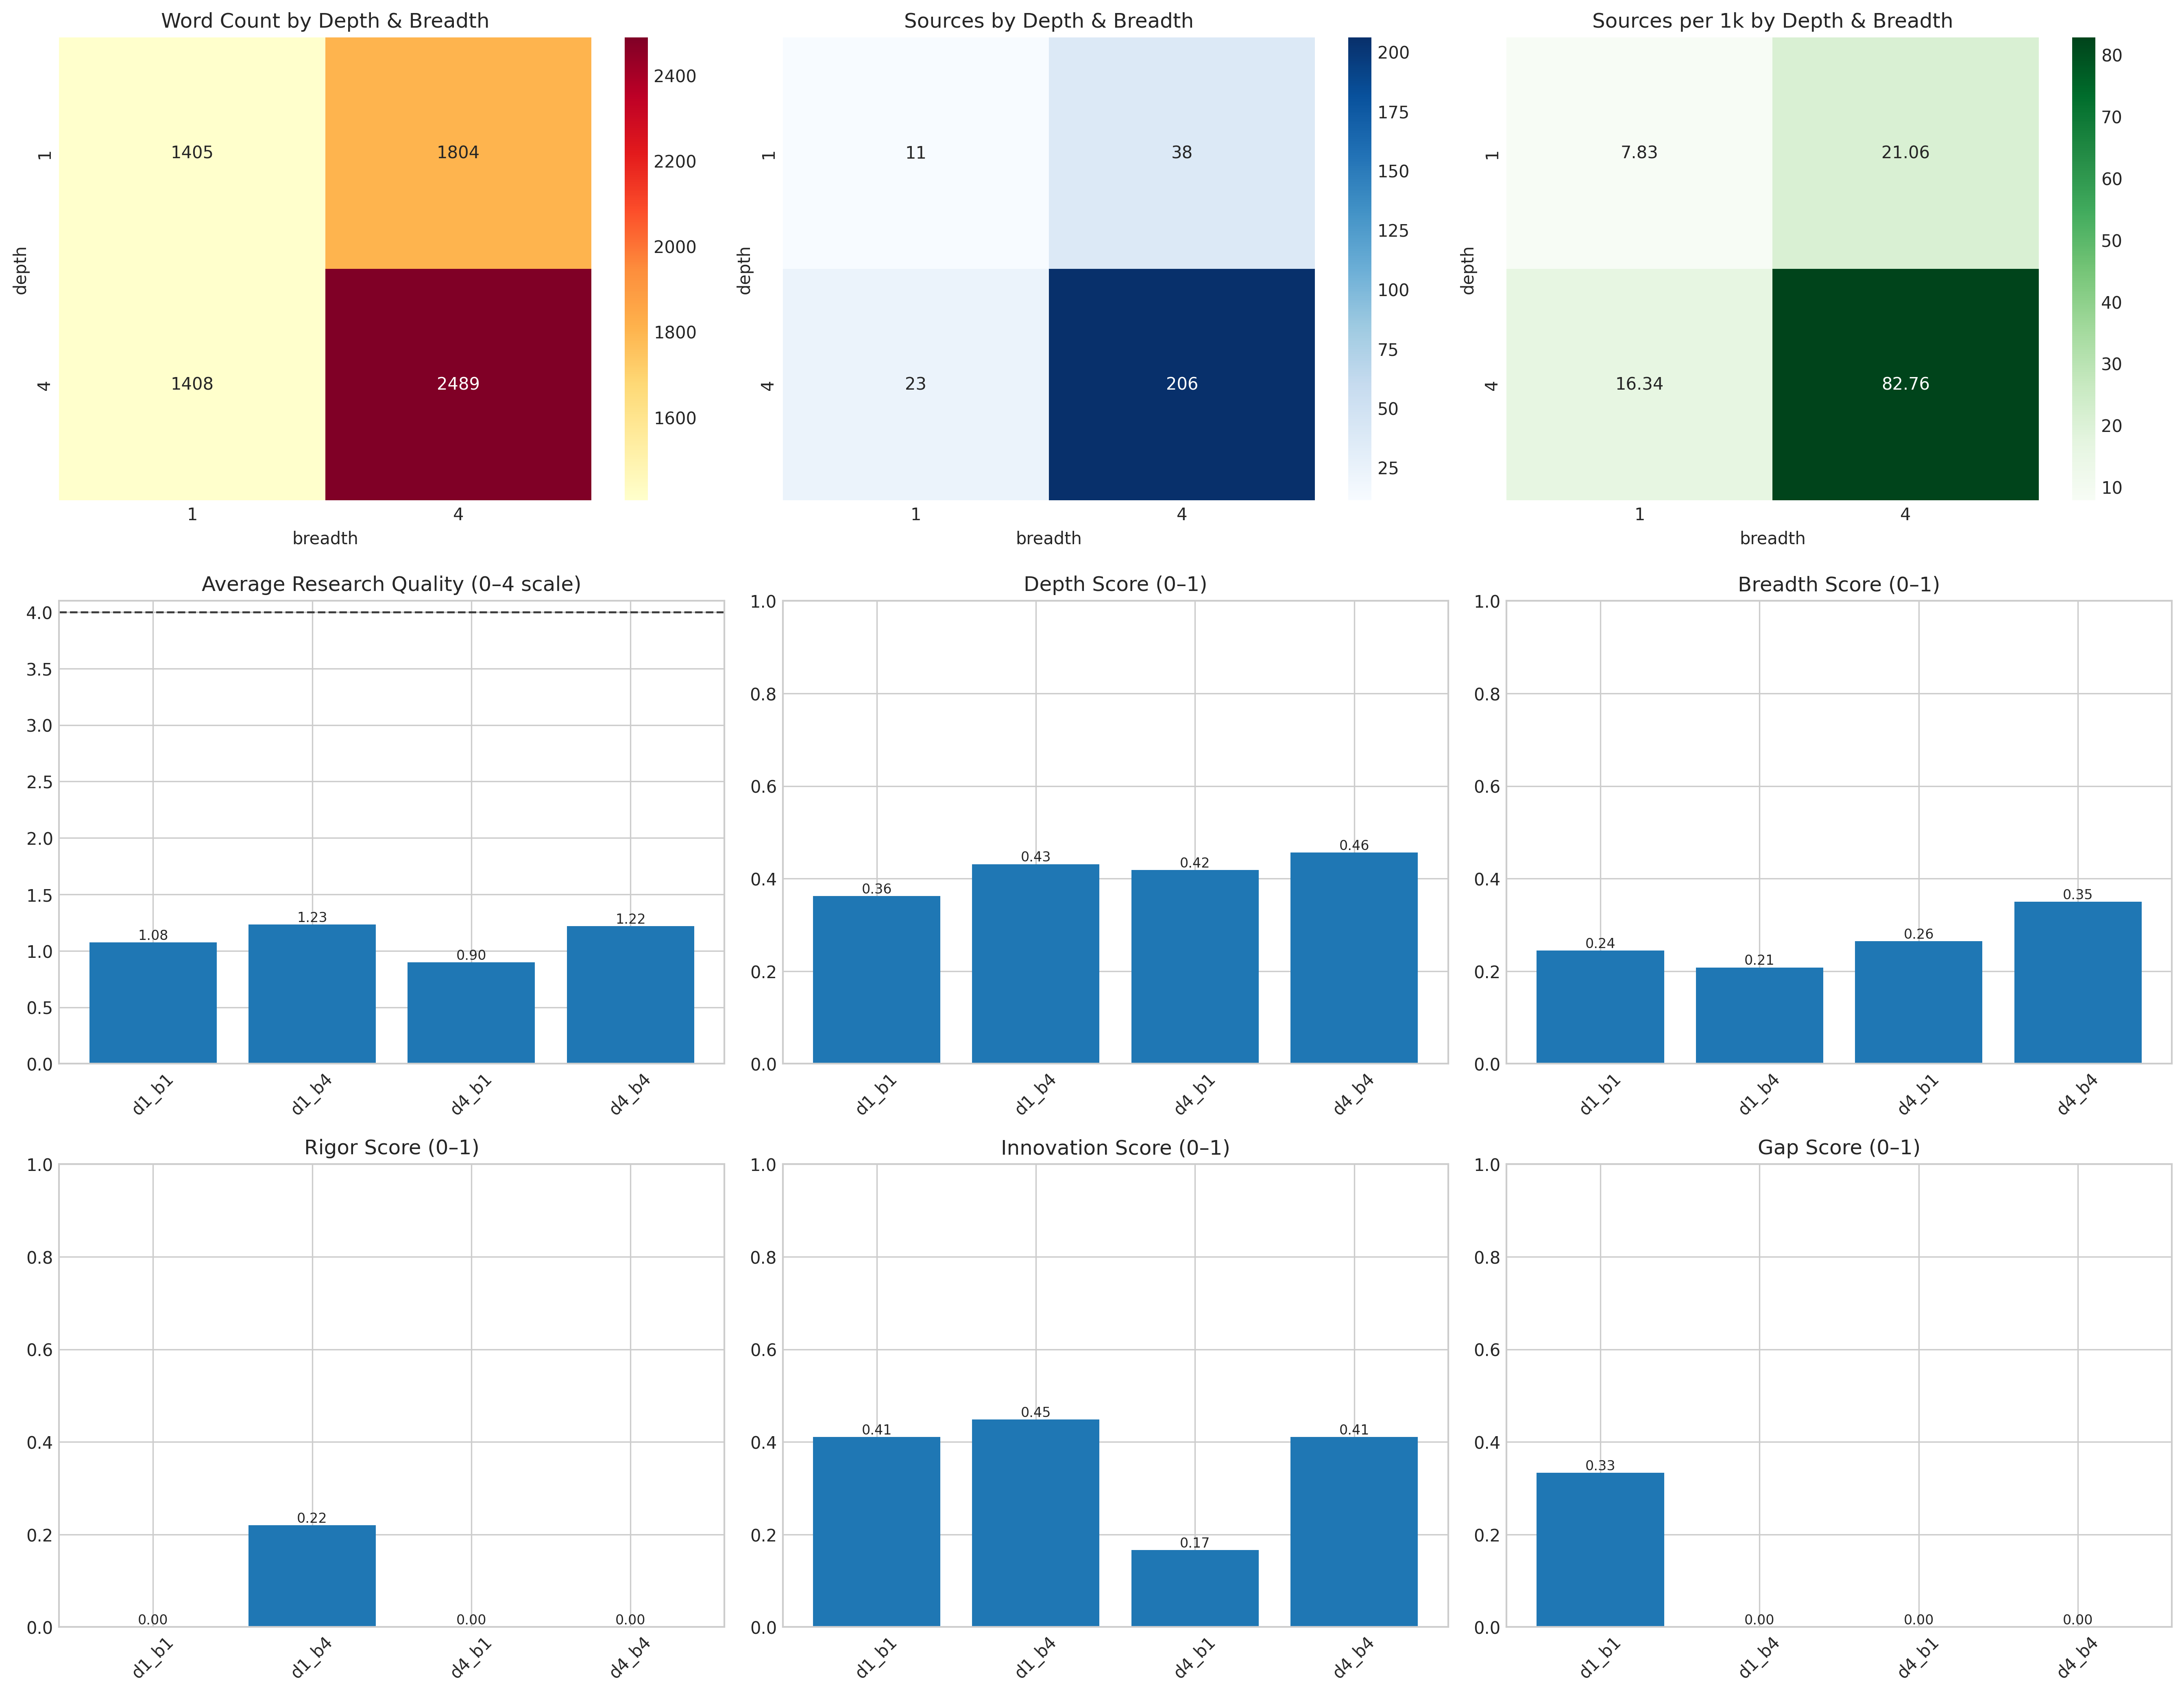 Word Count by Depth & Breadth
1405
1804
1408
2489
1
4
depth
1
4
breadth
2400
2200
2000
1800
1600
Sources by Depth & Breadth
11
38
23
206
1
4
depth
1
4
breadth
200
175
150
125
100
75
50
25
Sources per 1k by Depth & Breadth
7.83
21.06
16.34
82.76
1
4
depth
1
4
breadth
80
70
60
50
40
30
20
10
Average Research Quality (0–4 scale)
4.0
3.5
3.0
2.5
2.0
1.5
1.0
0.5
0.0
1.08
1.23
0.90
1.22
d1_b1
d1_b4
d4_b1
d4_b4
Depth Score (0–1)
1.0
0.8
0.6
0.4
0.2
0.0
0.36
0.43
0.42
0.46
d1_b1
d1_b4
d4_b1
d4_b4
Breadth Score (0–1)
1.0
0.8
0.6
0.4
0.2
0.0
0.24
0.21
0.26
0.35
d1_b1
d1_b4
d4_b1
d4_b4
Rigor Score (0–1)
1.0
0.8
0.6
0.4
0.2
0.0
0.00
0.22
0.00
0.00
d1_b1
d1_b4
d4_b1
d4_b4
Innovation Score (0–1)
1.0
0.8
0.6
0.4
0.2
0.0
0.41
0.45
0.17
0.41
d1_b1
d1_b4
d4_b1
d4_b4
Gap Score (0–1)
1.0
0.8
0.6
0.4
0.2
0.0
0.33
0.00
0.00
0.00
d1_b1
d1_b4
d4_b1
d4_b4